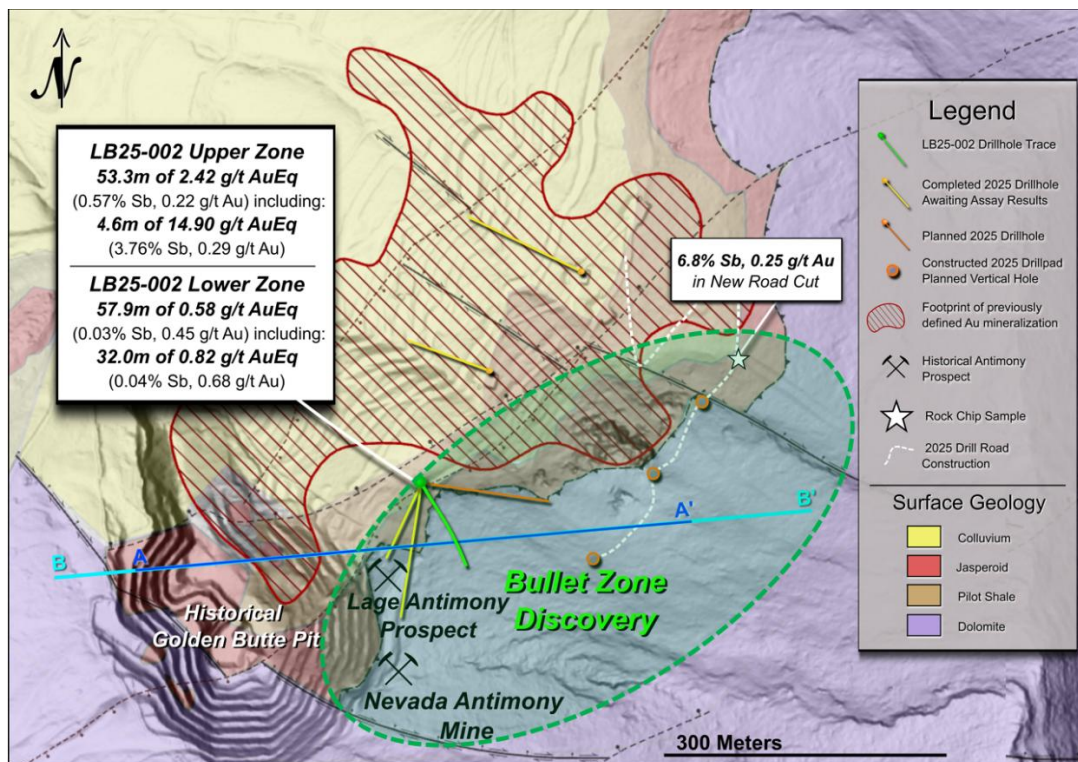 N
LB25-002 Upper Zone
53.3m of 2.42 g/t AuEq
(0.57% Sb, 0.22 g/t Au) including:
4.6m of 14.90 g/t AuEq
(3.76% Sb, 0.29 g/t Au)
LB25-002 Lower Zone
57.9m of 0.58 g/t AuEq
(0.03% Sb, 0.45 g/t Au) including:
32.0m of 0.82 g/t AuEq
(0.04% Sb, 0.68 g/t Au)
6.8% Sb, 0.25 g/t Au
in New Road Cut
B
A
A'
B'
Historical
Golden Butte Pit
Lage Antimony
Prospect
Bullet Zone
Discovery
Nevada Antimony
Mine
300 Meters
Legend
LB25-002 Drillhole Trace
Completed 2025 Drillhole
Awaiting Assay Results
Planned 2025 Drillhole
Constructed 2025 Drillpad
Planned Vertical Hole
Footprint of previously
defined Au mineralization
Historical Antimony
Prospect
Rock Chip Sample
2025 Drill Road
Construction
Surface Geology
Colluvium
Jasperoid
Pilot Shale
Dolomite